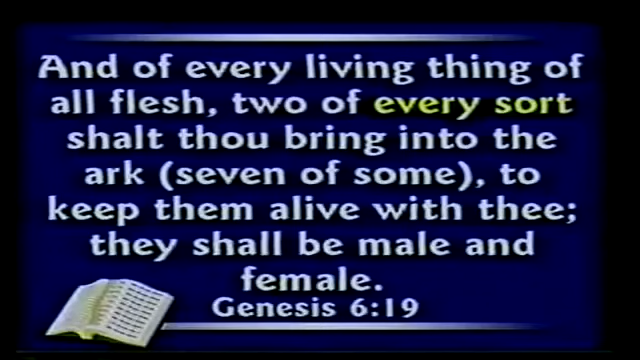 And of every living thing of
all flesh, two of every sort
shalt thou bring into the
ark (seven of some), to
keep them alive with thee;
they shall be male and
female.
Genesis 6:19